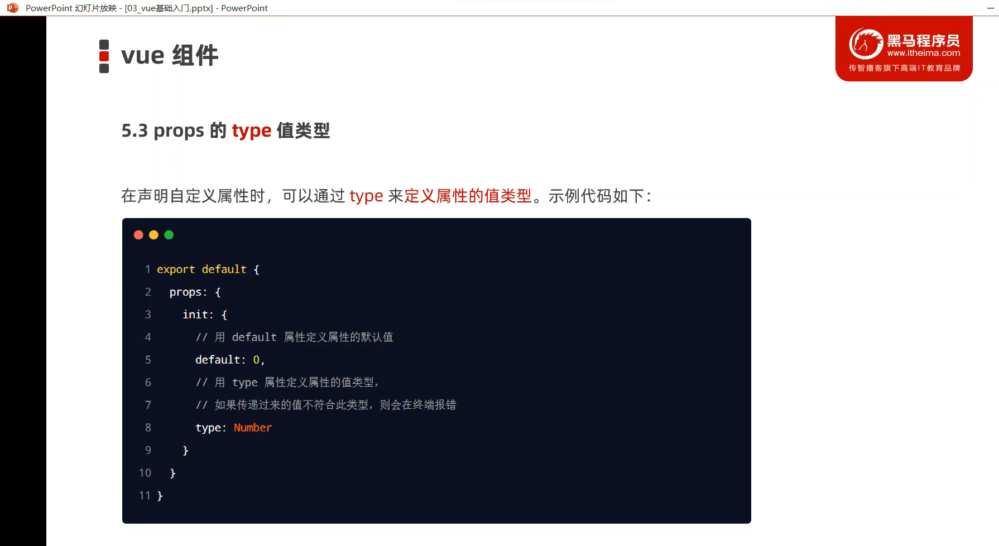 PowerPoint 幻灯片放映 - [03_vue基础入门.pptx] - PowerPoint
vue 组件
黑马程序员
www.itheima.com
传智播客旗下高端IT教育品牌
5.3 props 的 type 值类型
在声明自定义属性时，可以通过 type 来定义属性的值类型。示例代码如下：
1 export default {
2   props: {
3     init: {
4       // 用 default 属性定义属性的默认值
5       default: 0,
6       // 用 type 属性定义属性的值类型，
7       // 如果传递过来的值不符合此类型，则会在终端报错
8       type: Number
9     }
10   }
11 }